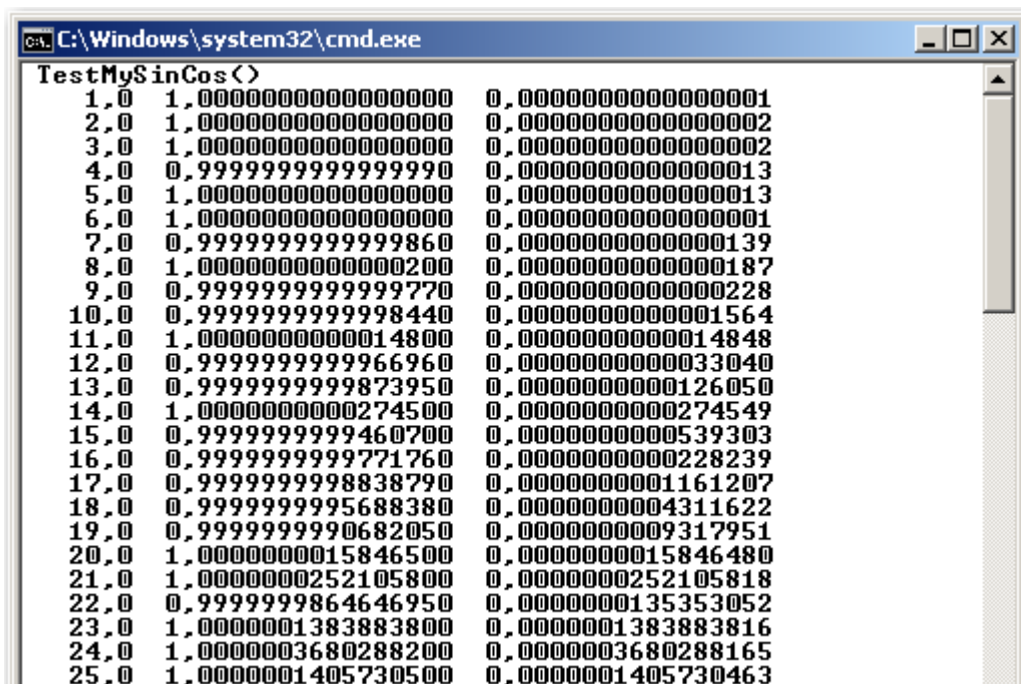 C:\Windows\system32\cmd.exe
TestMySinCos()
1,0 1,0000000000000000 0,0000000000000001
2,0 1,0000000000000000 0,0000000000000002
3,0 1,0000000000000000 0,0000000000000002
4,0 0,9999999999999990 0,0000000000000013
5,0 1,0000000000000000 0,0000000000000013
6,0 1,0000000000000000 0,0000000000000001
7,0 0,9999999999999860 0,0000000000000139
8,0 1,0000000000000200 0,0000000000000187
9,0 0,9999999999999770 0,0000000000000228
10,0 0,9999999999998440 0,0000000000001564
11,0 1,0000000000014800 0,0000000000014848
12,0 0,9999999999966960 0,0000000000033040
13,0 0,9999999999873950 0,0000000000126050
14,0 1,0000000000274500 0,0000000000274549
15,0 0,9999999999460700 0,0000000000539303
16,0 0,9999999999771760 0,0000000000228239
17,0 0,9999999998838790 0,0000000001161207
18,0 0,9999999995688380 0,0000000004311622
19,0 0,9999999990682050 0,0000000009317951
20,0 1,0000000015846500 0,0000000015846480
21,0 1,0000000252105800 0,0000000252105818
22,0 0,9999999864646950 0,0000000135353052
23,0 1,0000001383883800 0,0000001383883816
24,0 1,0000003680288200 0,0000003680288165
25,0 1,0000001405730500 0,0000001405730463